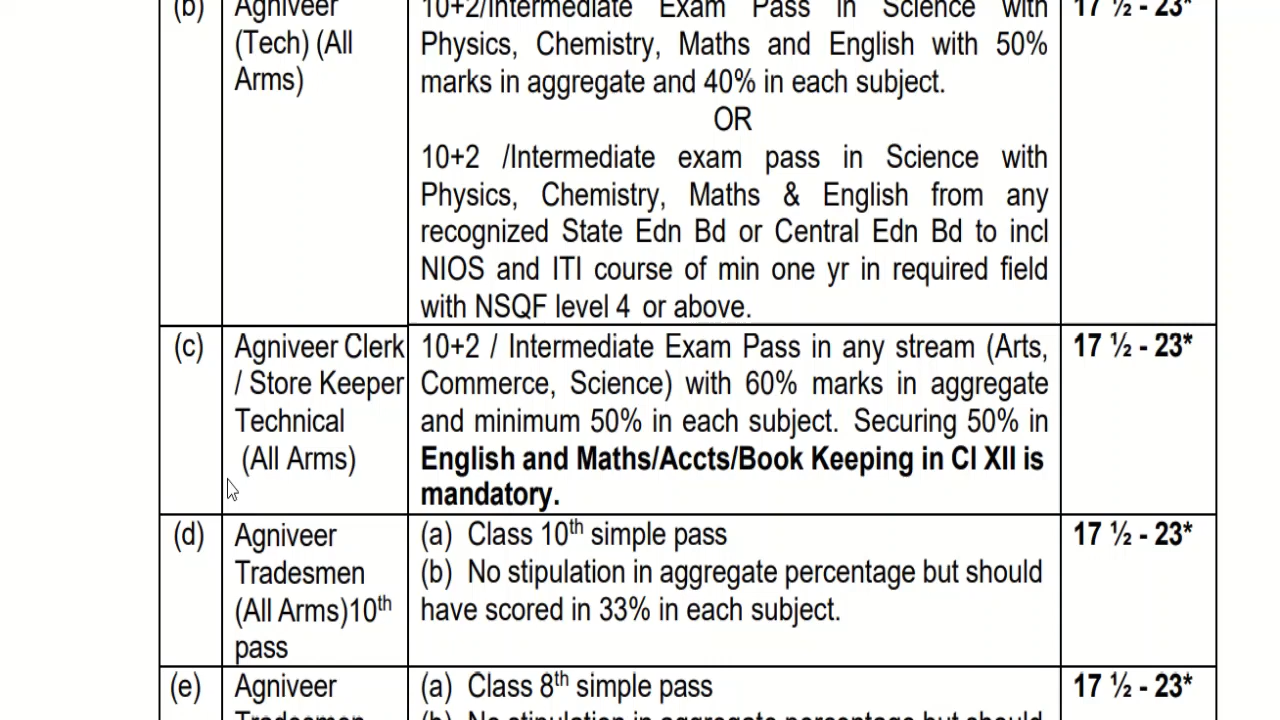 (b)
Agniveer
(Tech) (All
Arms)
10+2/Intermediate Exam Pass in Science with
Physics, Chemistry, Maths and English with 50%
marks in aggregate and 40% in each subject.
OR
10+2 /Intermediate exam pass in Science with
Physics, Chemistry, Maths & English from any
recognized State Edn Bd or Central Edn Bd to incl
NIOS and ITI course of min one yr in required field
with NSQF level 4 or above.
17 ½ - 23*
(c)
Agniveer Clerk
/ Store Keeper
Technical
(All Arms)
10+2 / Intermediate Exam Pass in any stream (Arts,
Commerce, Science) with 60% marks in aggregate
and minimum 50% in each subject. Securing 50% in
English and Maths/Accts/Book Keeping in Cl XII is
mandatory.
17 ½ - 23*
(d)
Agniveer
Tradesmen
(All Arms)10th
pass
(a) Class 10th simple pass
(b) No stipulation in aggregate percentage but should
have scored in 33% in each subject.
17 ½ - 23*
(e)
Agniveer
Tradesmen
(a) Class 8th simple pass
(b) No stipulation in aggregate percentage but should
17 ½ - 23*